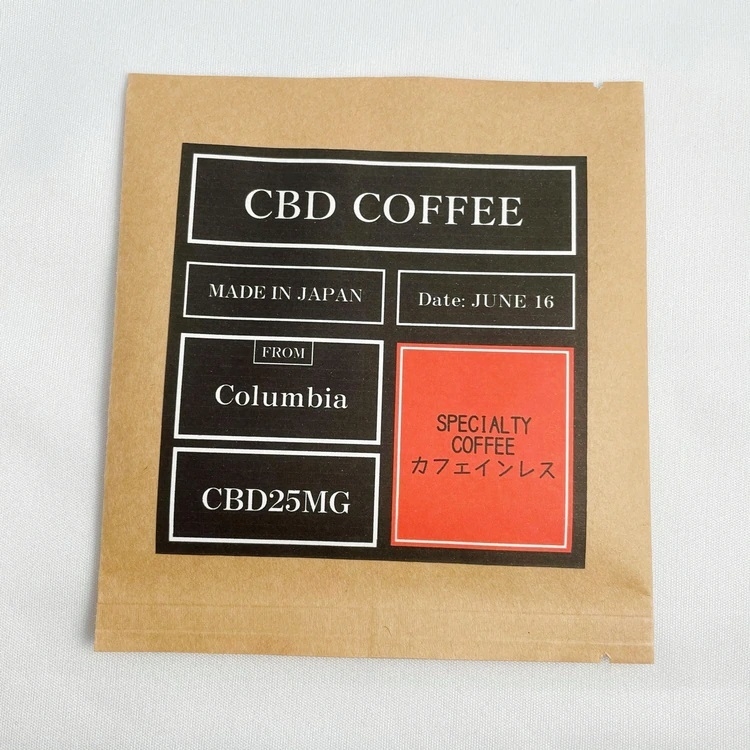 CBD COFFEE
MADE IN JAPAN
Date: JUNE 16
FROM
Columbia
CBD25MG
SPECIALTY
COFFEE
カフェインレス